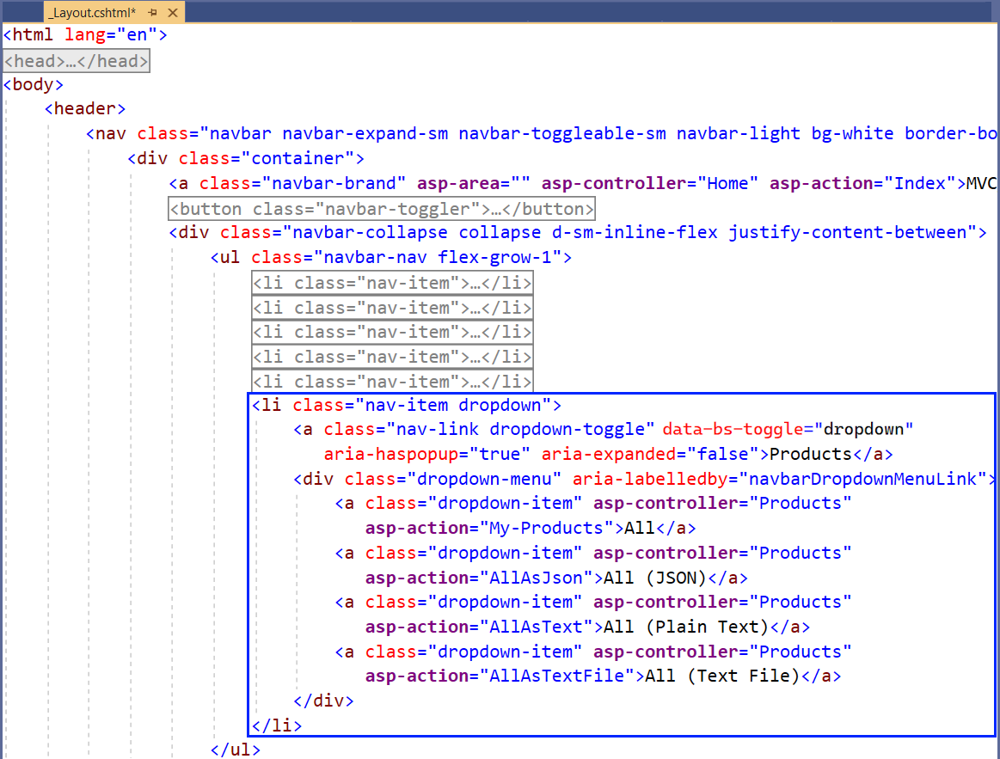 _Layout.cshtml*
<html lang="en">
<head>…</head>
<body>
<header>
<nav class="navbar navbar-expand-sm navbar-toggleable-sm navbar-light bg-white border-bo
<div class="container">
<a class="navbar-brand" asp-area="" asp-controller="Home" asp-action="Index">MVC
<button class="navbar-toggler">…</button>
<div class="navbar-collapse collapse d-sm-inline-flex justify-content-between">
<ul class="navbar-nav flex-grow-1">
<li class="nav-item">…</li>
<li class="nav-item">…</li>
<li class="nav-item">…</li>
<li class="nav-item">…</li>
<li class="nav-item">…</li>
<li class="nav-item dropdown">
<a class="nav-link dropdown-toggle" data-bs-toggle="dropdown"
aria-haspopup="true" aria-expanded="false">Products</a>
<div class="dropdown-menu" aria-labelledby="navbarDropdownMenuLink">
<a class="dropdown-item" asp-controller="Products"
asp-action="My-Products">All</a>
<a class="dropdown-item" asp-controller="Products"
asp-action="AllAsJson">All (JSON)</a>
<a class="dropdown-item" asp-controller="Products"
asp-action="AllAsText">All (Plain Text)</a>
<a class="dropdown-item" asp-controller="Products"
asp-action="AllAsTextFile">All (Text File)</a>
</div>
</li>
</ul>